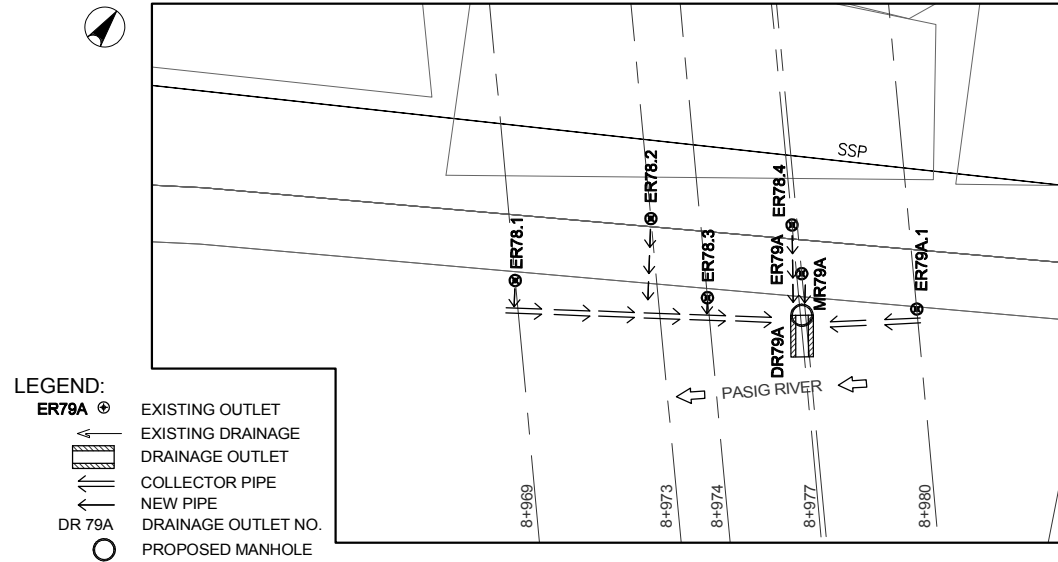 SSP
ER78.1
ER78.2
ER78.3
ER78.4
ER79A
MR79A
ER79A.1
DR79A
PASIG RIVER
8+969
8+973
8+974
8+977
8+980
LEGEND:
ER79A EXISTING OUTLET
EXISTING DRAINAGE
DRAINAGE OUTLET
COLLECTOR PIPE
NEW PIPE
DR 79A DRAINAGE OUTLET NO.
PROPOSED MANHOLE